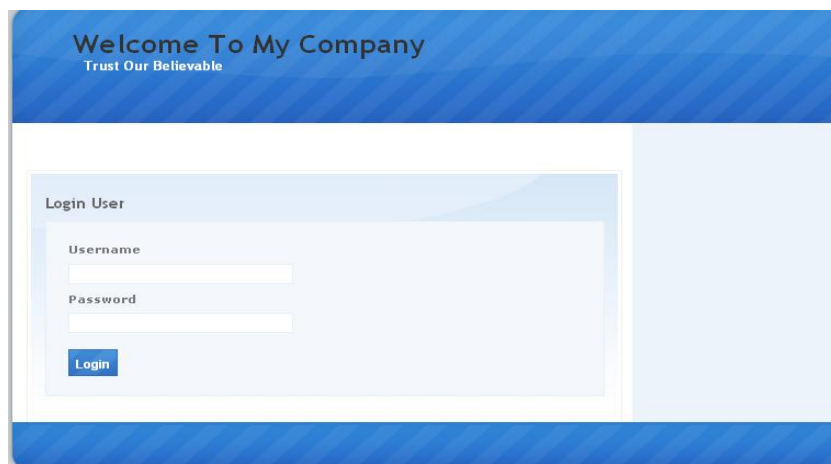 Welcome To My Company
Trust Our Believable
Login User
Username
Password
Login